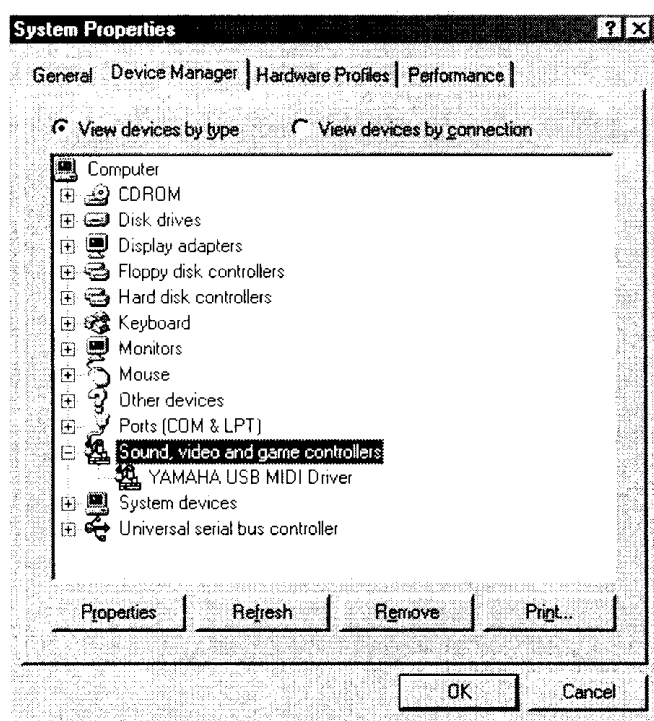 System Properties
General Device Manager Hardware Profiles Performance
View devices by type View devices by connection
Computer
CDROM
Disk drives
Display adapters
Floppy disk controllers
Hard disk controllers
Keyboard
Monitors
Mouse
Other devices
Ports (COM & LPT)
Sound, video and game controllers
YAMAHA USB MIDI Driver
System devices
Universal serial bus controller
Properties Refresh Remove Print...
OK Cancel